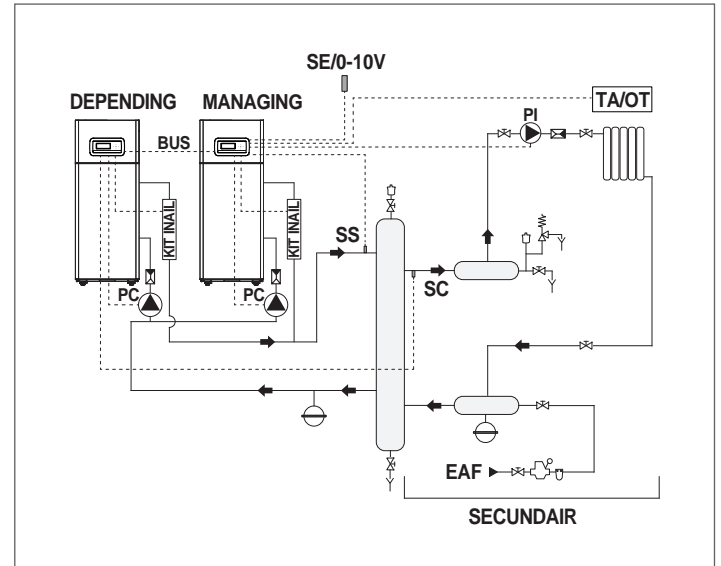 SE/0-10V
DEPENDING
MANAGING
TA/OT
PI
BUS
KIT INAIL
KIT INAIL
SS
SC
PC
PC
EAF
SECUNDAIR